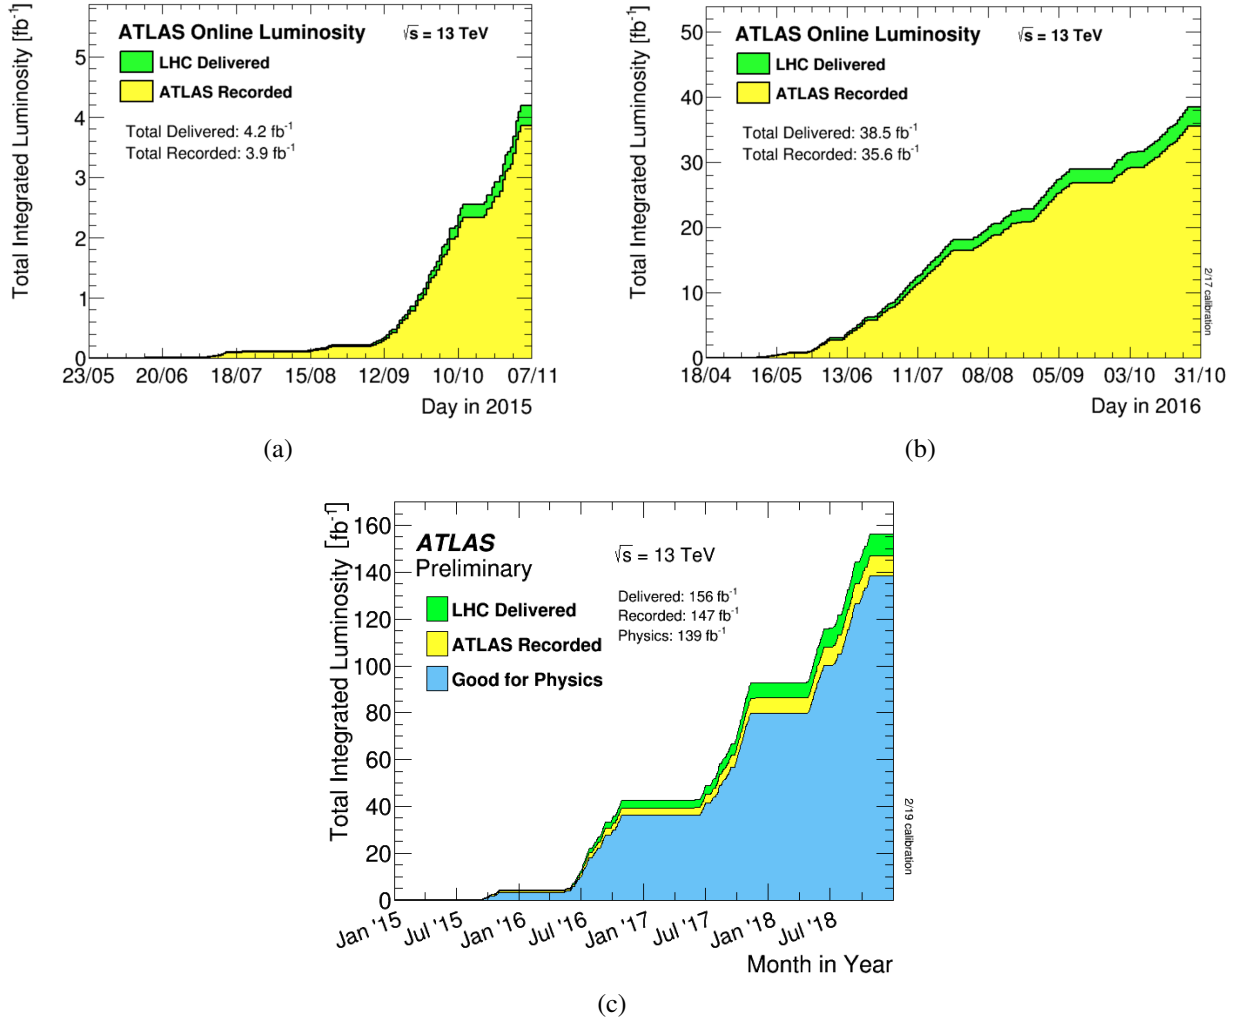 Total Integrated Luminosity [fb⁻¹]
ATLAS Online Luminosity
√s = 13 TeV
LHC Delivered
ATLAS Recorded
Total Delivered: 4.2 fb⁻¹
Total Recorded: 3.9 fb⁻¹
5
4
3
2
1
0
23/05 20/06 18/07 15/08 12/09 10/10 07/11
Day in 2015
(a)
Total Integrated Luminosity [fb⁻¹]
ATLAS Online Luminosity
√s = 13 TeV
LHC Delivered
ATLAS Recorded
Total Delivered: 38.5 fb⁻¹
Total Recorded: 35.6 fb⁻¹
50
40
30
20
10
0
2/17 calibration
18/04 16/05 13/06 11/07 08/08 05/09 03/10 31/10
Day in 2016
(b)
Total Integrated Luminosity [fb⁻¹]
ATLAS
Preliminary
√s = 13 TeV
LHC Delivered
ATLAS Recorded
Good for Physics
Delivered: 156 fb⁻¹
Recorded: 147 fb⁻¹
Physics: 139 fb⁻¹
160
140
120
100
80
60
40
20
0
2/19 calibration
Jan '15 Jul '15 Jan '16 Jul '16 Jan '17 Jul '17 Jan '18 Jul '18
Month in Year
(c)